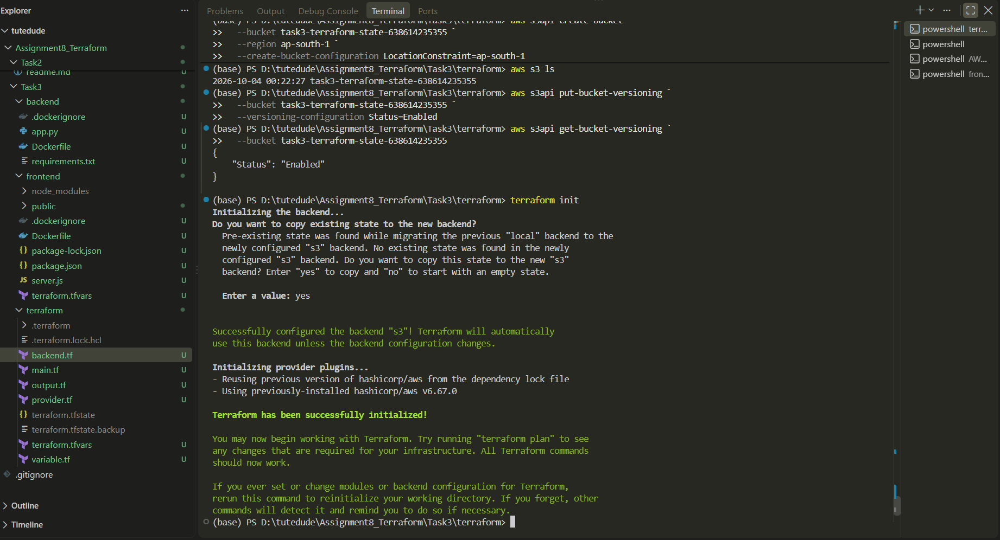 Explorer
tutedude
Assignment8_Terraform
Task2
readme.md U
Task3
backend
.dockerignore U
app.py U
Dockerfile U
requirements.txt U
frontend
node_modules
public
.dockerignore U
Dockerfile U
package-lock.json U
package.json U
server.js U
terraform.tfvars U
terraform
.terraform
.terraform.lock.hcl
backend.tf U
main.tf U
output.tf U
provider.tf U
terraform.tfstate
terraform.tfstate.backup
terraform.tfvars U
variable.tf U
.gitignore
Outline
Timeline
Problems Output Debug Console Terminal Ports
(base) PS D:\tutedude\Assignment8_Terraform\Task3\terraform> aws s3api create-bucket
>> --bucket task3-terraform-state-638614235355 `
>> --region ap-south-1 `
>> --create-bucket-configuration LocationConstraint=ap-south-1
(base) PS D:\tutedude\Assignment8_Terraform\Task3\terraform> aws s3 ls
2026-10-04 00:22:27 task3-terraform-state-638614235355
(base) PS D:\tutedude\Assignment8_Terraform\Task3\terraform> aws s3api put-bucket-versioning `
>> --bucket task3-terraform-state-638614235355 `
>> --versioning-configuration Status=Enabled
(base) PS D:\tutedude\Assignment8_Terraform\Task3\terraform> aws s3api get-bucket-versioning `
>> --bucket task3-terraform-state-638614235355
{
"Status": "Enabled"
}
(base) PS D:\tutedude\Assignment8_Terraform\Task3\terraform> terraform init
Initializing the backend...
Do you want to copy existing state to the new backend?
Pre-existing state was found while migrating the previous "local" backend to the
newly configured "s3" backend. No existing state was found in the newly
configured "s3" backend. Do you want to copy this state to the new "s3"
backend? Enter "yes" to copy and "no" to start with an empty state.
Enter a value: yes
Successfully configured the backend "s3"! Terraform will automatically
use this backend unless the backend configuration changes.
Initializing provider plugins...
- Reusing previous version of hashicorp/aws from the dependency lock file
- Using previously-installed hashicorp/aws v6.67.0
Terraform has been successfully initialized!
You may now begin working with Terraform. Try running "terraform plan" to see
any changes that are required for your infrastructure. All Terraform commands
should now work.
If you ever set or change modules or backend configuration for Terraform,
rerun this command to reinitialize your working directory. If you forget, other
commands will detect it and remind you to do so if necessary.
(base) PS D:\tutedude\Assignment8_Terraform\Task3\terraform>
powershell terr...
powershell
powershell AW...
powershell fron...